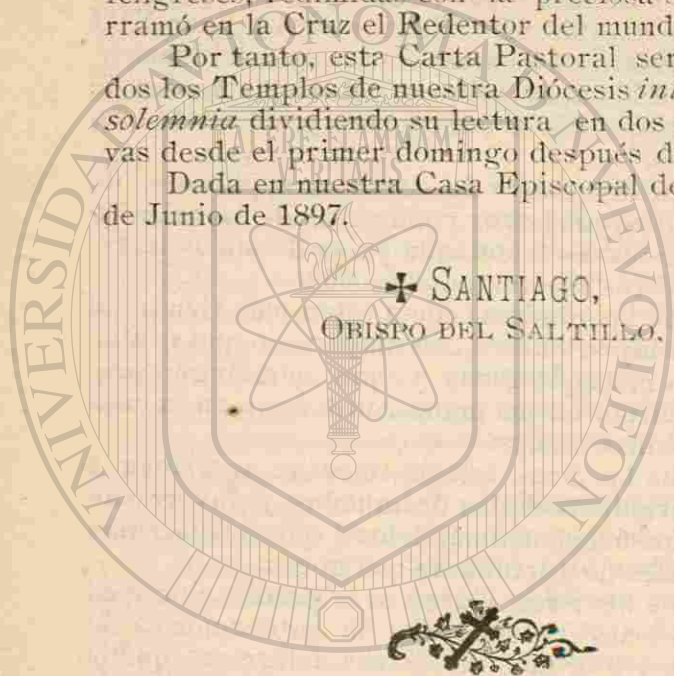 rramó en la Cruz el Redentor del mund
Por tanto, esta Carta Pastoral ser
dos los Templos de nuestra Diócesis in
solemnia dividiendo su lectura en dos
vas desde el primer domingo después d
Dada en nuestra Casa Episcopal de
de Junio de 1897.
✠ SANTIAGO,
OBISPO DEL SALTILLO.